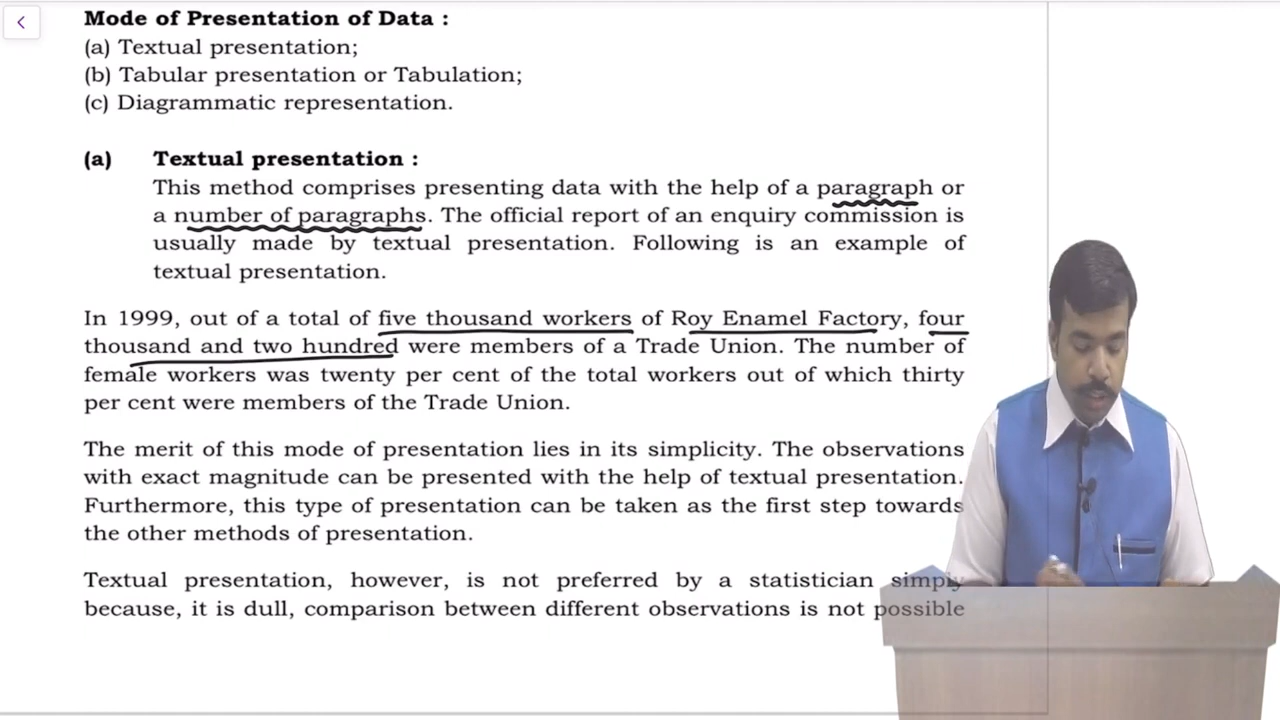 Mode of Presentation of Data :
(a) Textual presentation;
(b) Tabular presentation or Tabulation;
(c) Diagrammatic representation.
(a) Textual presentation :
This method comprises presenting data with the help of a paragraph or
a number of paragraphs. The official report of an enquiry commission is
usually made by textual presentation. Following is an example of
textual presentation.
In 1999, out of a total of five thousand workers of Roy Enamel Factory, four
thousand and two hundred were members of a Trade Union. The number of
female workers was twenty per cent of the total workers out of which thirty
per cent were members of the Trade Union.
The merit of this mode of presentation lies in its simplicity. The observations
with exact magnitude can be presented with the help of textual presentation.
Furthermore, this type of presentation can be taken as the first step towards
the other methods of presentation.
Textual presentation, however, is not preferred by a statistician simply
because, it is dull, comparison between different observations is not possible